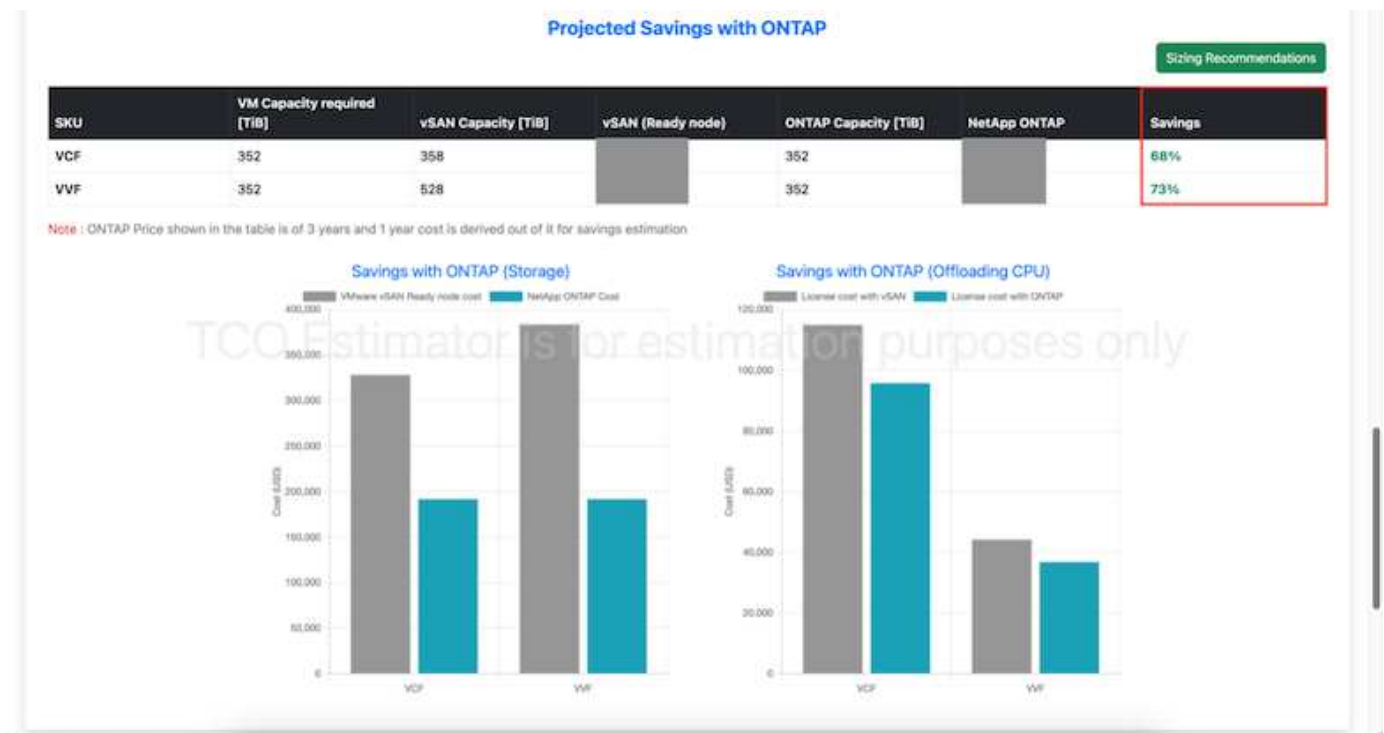 Projected Savings with ONTAP
Sizing Recommendations
SKU VM Capacity required [TiB] vSAN Capacity [TiB] vSAN (Ready node) ONTAP Capacity [TiB] NetApp ONTAP Savings
VCF 352 358 352 68%
VVF 352 528 352 73%
Note : ONTAP Price shown in the table is of 3 years and 1 year cost is derived out of it for savings estimation
Savings with ONTAP (Storage)
VMware vSAN Ready node cost NetApp ONTAP Cost
400,000
350,000
300,000
250,000
200,000
150,000
100,000
50,000
0
Cost (USD)
VCF VVF
Savings with ONTAP (Offloading CPU)
License cost with vSAN License cost with ONTAP
120,000
100,000
80,000
60,000
40,000
20,000
0
Cost (USD)
VCF VVF
TCO Estimator is for estimation purposes only